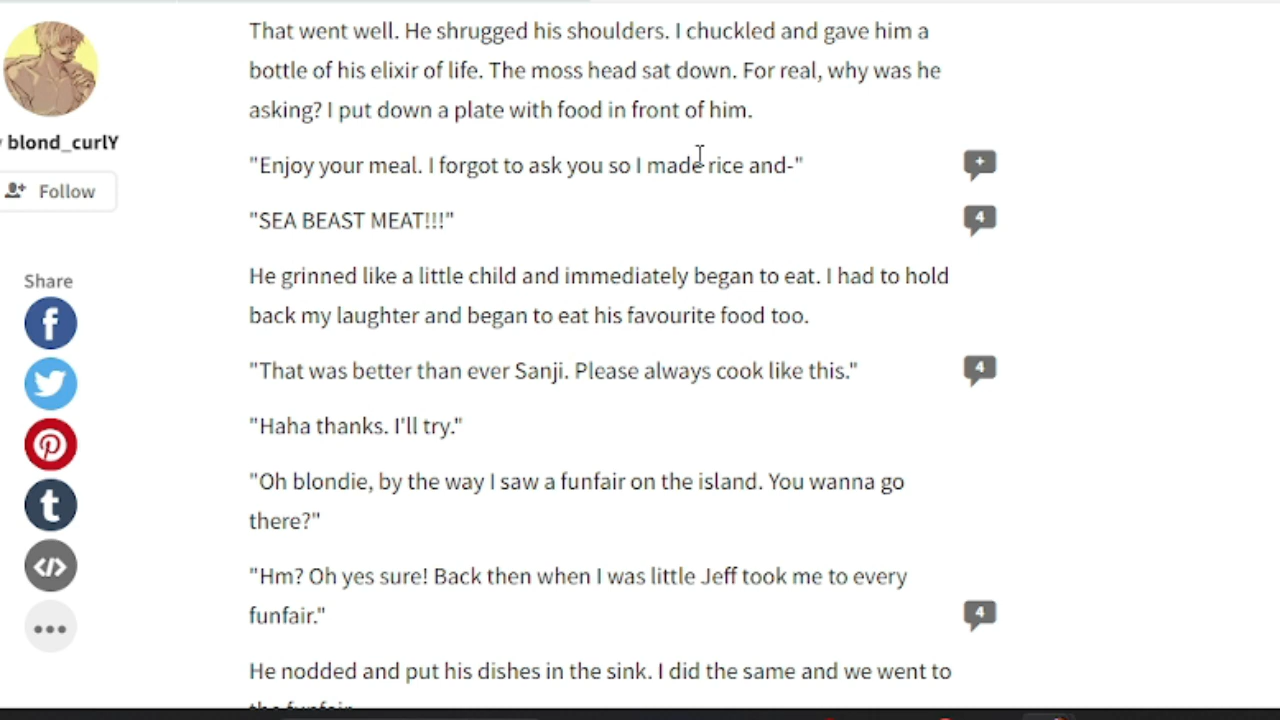 That went well. He shrugged his shoulders. I chuckled and gave him a
bottle of his elixir of life. The moss head sat down. For real, why was he
asking? I put down a plate with food in front of him.
blond_curlY
"Enjoy your meal. I forgot to ask you so I made rice and-"
+
Follow
"SEA BEAST MEAT!!!"
4
Share
He grinned like a little child and immediately began to eat. I had to hold
back my laughter and began to eat his favourite food too.
"That was better than ever Sanji. Please always cook like this."
4
"Haha thanks. I'll try."
"Oh blondie, by the way I saw a funfair on the island. You wanna go
there?"
"Hm? Oh yes sure! Back then when I was little Jeff took me to every
funfair."
4
He nodded and put his dishes in the sink. I did the same and we went to
the funfair.